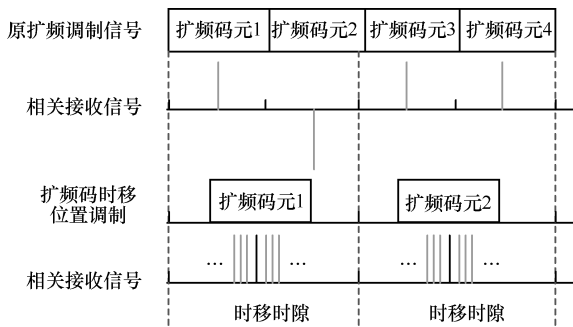 原扩频调制信号 扩频码元1 扩频码元2 扩频码元3 扩频码元4
相关接收信号
扩频码时移
位置调制
扩频码元1 扩频码元2
相关接收信号 … … … …
时移时隙 时移时隙